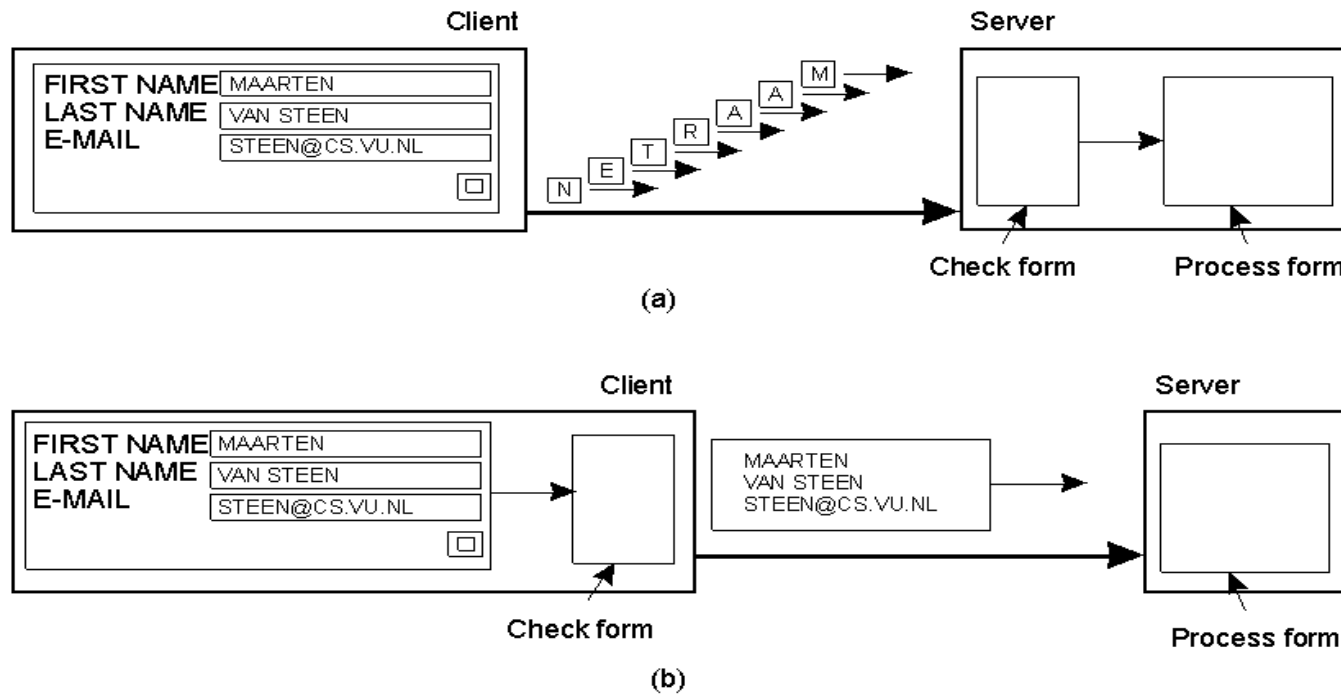 Client
Server
FIRST NAME MAARTEN
LAST NAME VAN STEEN
E-MAIL STEEN@CS.VU.NL
N E T R A A M
Check form
Process form
(a)
Client
Server
FIRST NAME MAARTEN
LAST NAME VAN STEEN
E-MAIL STEEN@CS.VU.NL
MAARTEN
VAN STEEN
STEEN@CS.VU.NL
Check form
Process form
(b)